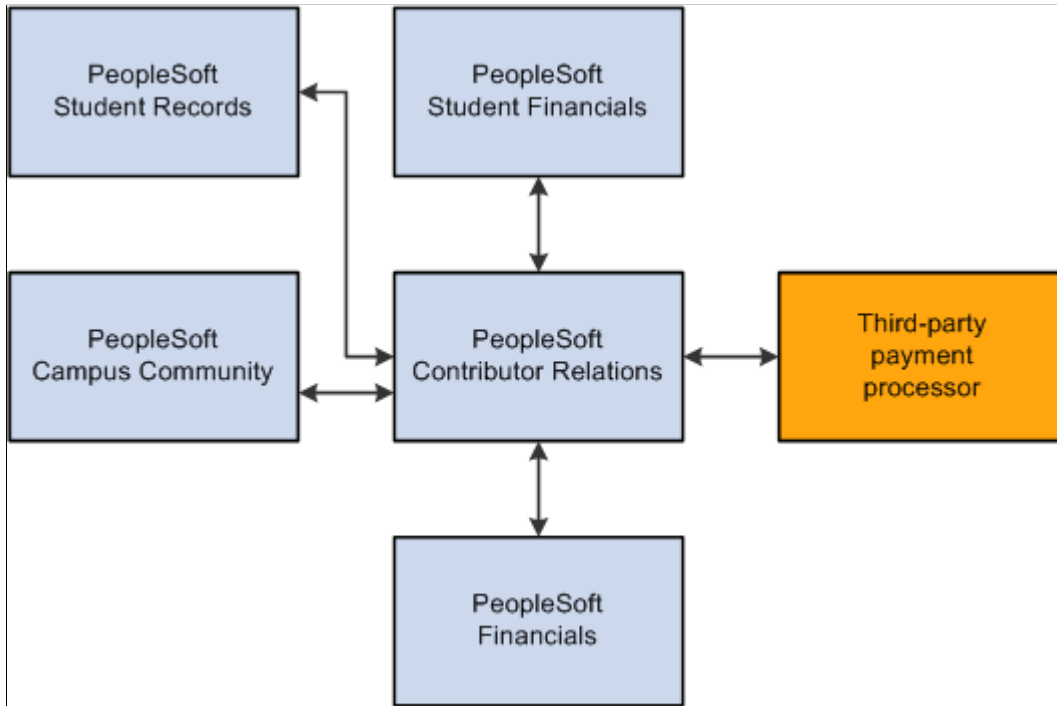 PeopleSoft
Student Records
PeopleSoft
Student Financials
PeopleSoft
Campus Community
PeopleSoft
Contributor Relations
Third-party
payment
processor
PeopleSoft
Financials